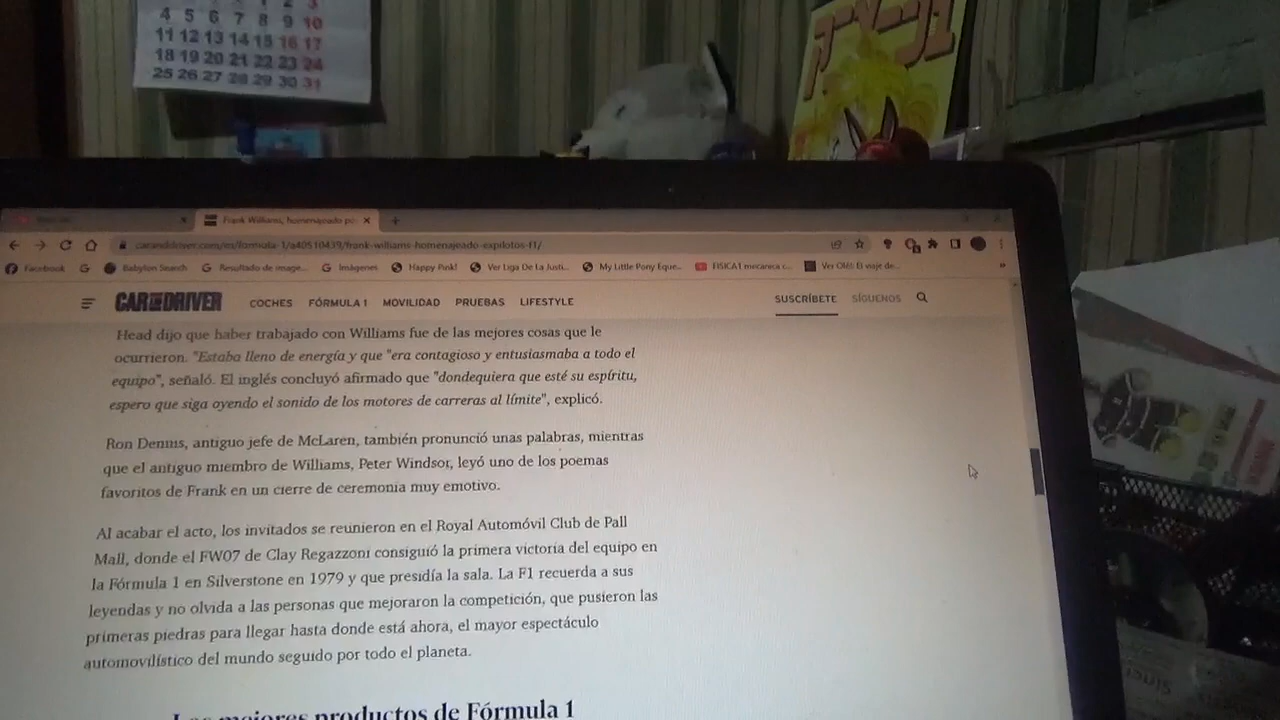 1 2 3
4 5 6 7 8 9 10
11 12 13 14 15 16 17
18 19 20 21 22 23 24
25 26 27 28 29 30 31
アニメージュ
Frank Williams, homenajeado po
caranddriver.com/es/formula-1/a40510439/frank-williams-homenajeado-expilotos-f1/
Facebook Babylon Search Resultado de image... Imágenes Happy Punk! Ver Liga De La Justi... My Little Pony Eque... FISICA1 mecanica c... Ver Olé: El viaje de...
CAR AND DRIVER COCHES FÓRMULA 1 MOVILIDAD PRUEBAS LIFESTYLE SUSCRÍBETE SÍGUENOS
Head dijo que haber trabajado con Williams fue de las mejores cosas que le
ocurrieron. "Estaba lleno de energía y que "era contagioso y entusiasmaba a todo el
equipo", señaló. El inglés concluyó afirmado que "dondequiera que esté su espíritu,
espero que siga oyendo el sonido de los motores de carreras al límite", explicó.
Ron Dennis, antiguo jefe de McLaren, también pronunció unas palabras, mientras
que el antiguo miembro de Williams, Peter Windsor, leyó uno de los poemas
favoritos de Frank en un cierre de ceremonia muy emotivo.
Al acabar el acto, los invitados se reunieron en el Royal Automóvil Club de Pall
Mall, donde el FW07 de Clay Regazzoni consiguió la primera victoria del equipo en
la Fórmula 1 en Silverstone en 1979 y que presidía la sala. La F1 recuerda a sus
leyendas y no olvida a las personas que mejoraron la competición, que pusieron las
primeras piedras para llegar hasta donde está ahora, el mayor espectáculo
automovilístico del mundo seguido por todo el planeta.
Los mejores productos de Fórmula 1